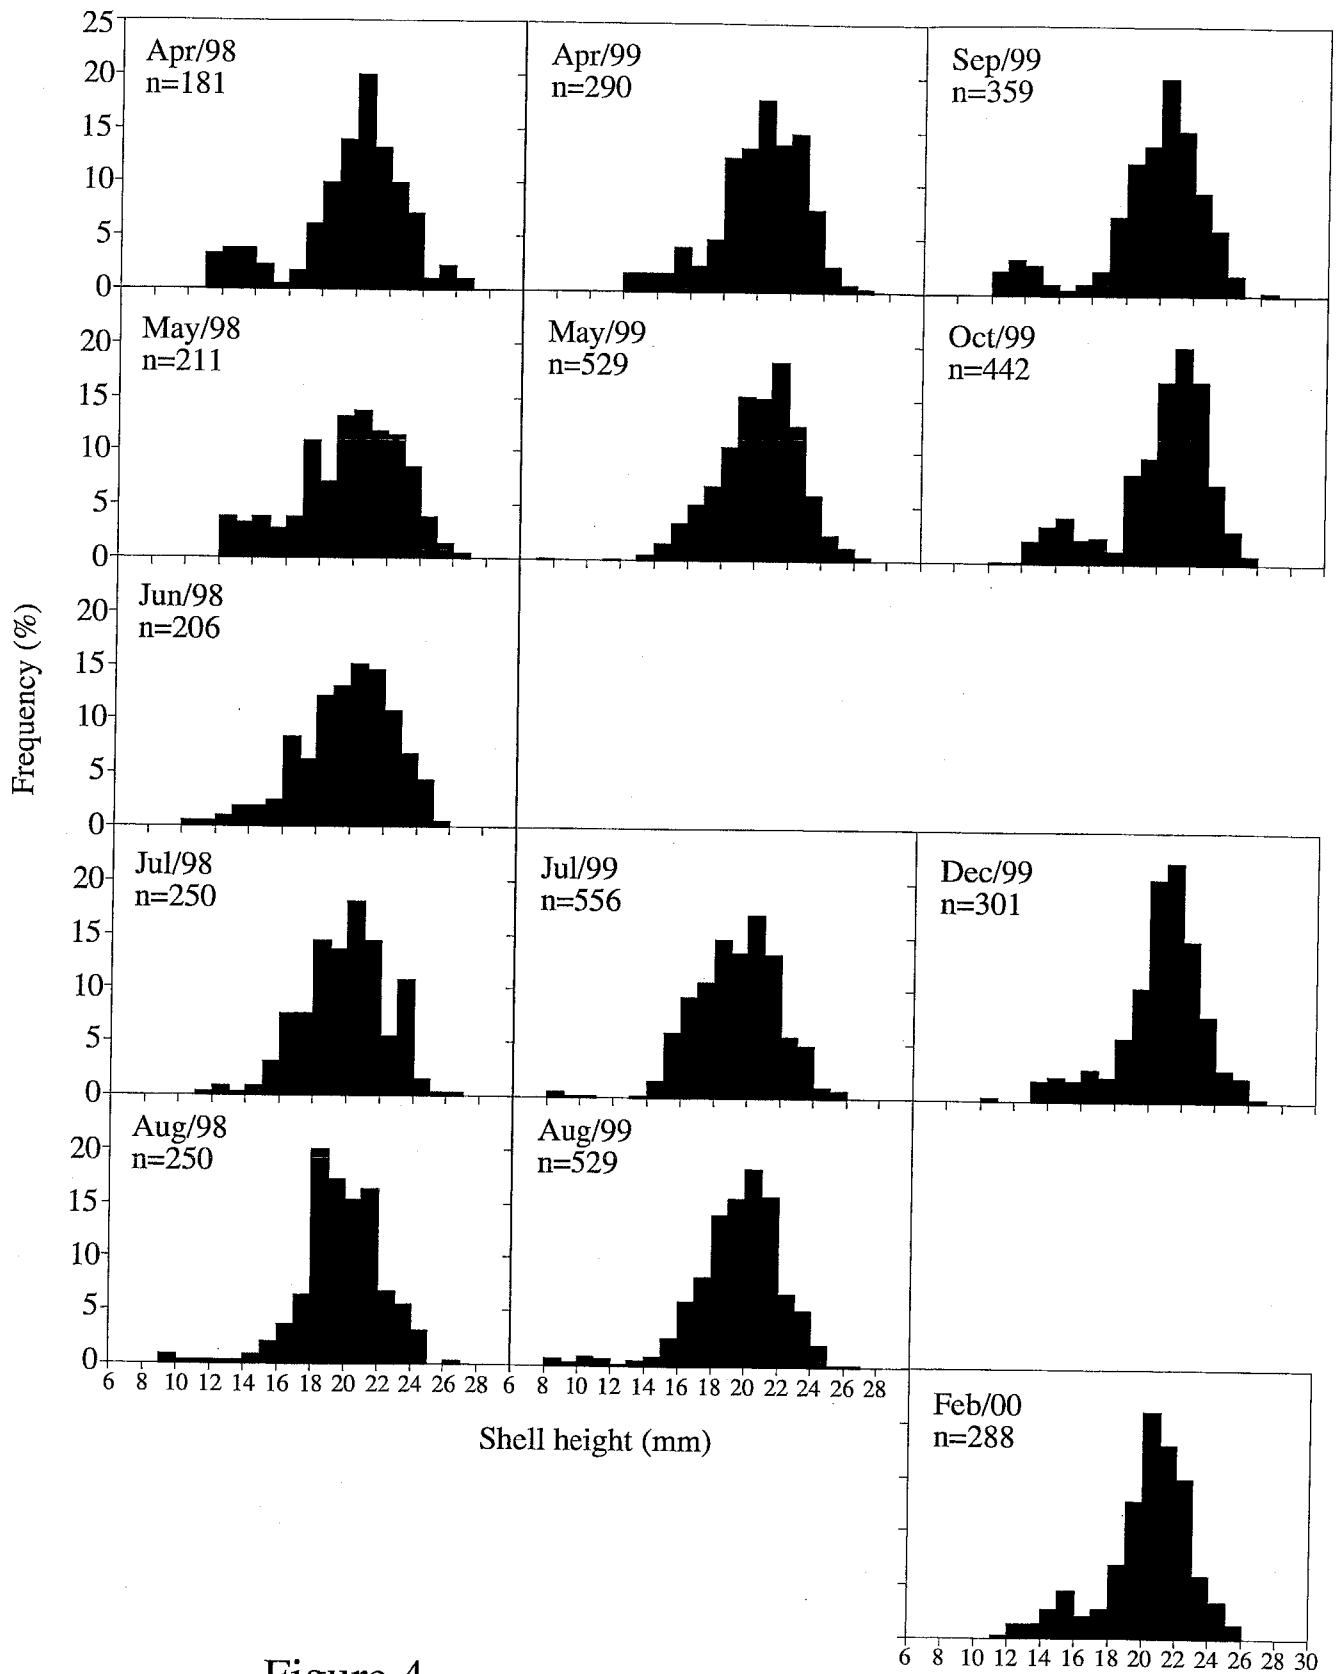 25
20
15
10
5
0
Apr/98
n=181
Apr/99
n=290
Sep/99
n=359
20
15
10
5
0
May/98
n=211
May/99
n=529
Oct/99
n=442
Frequency (%)
20
15
10
5
0
Jun/98
n=206
20
15
10
5
0
Jul/98
n=250
Jul/99
n=556
Dec/99
n=301
20
15
10
5
0
Aug/98
n=250
Aug/99
n=529
6 8 10 12 14 16 18 20 22 24 26 28 6 8 10 12 14 16 18 20 22 24 26 28
Shell height (mm)
Feb/00
n=288
6 8 10 12 14 16 18 20 22 24 26 28 30
Figure 4